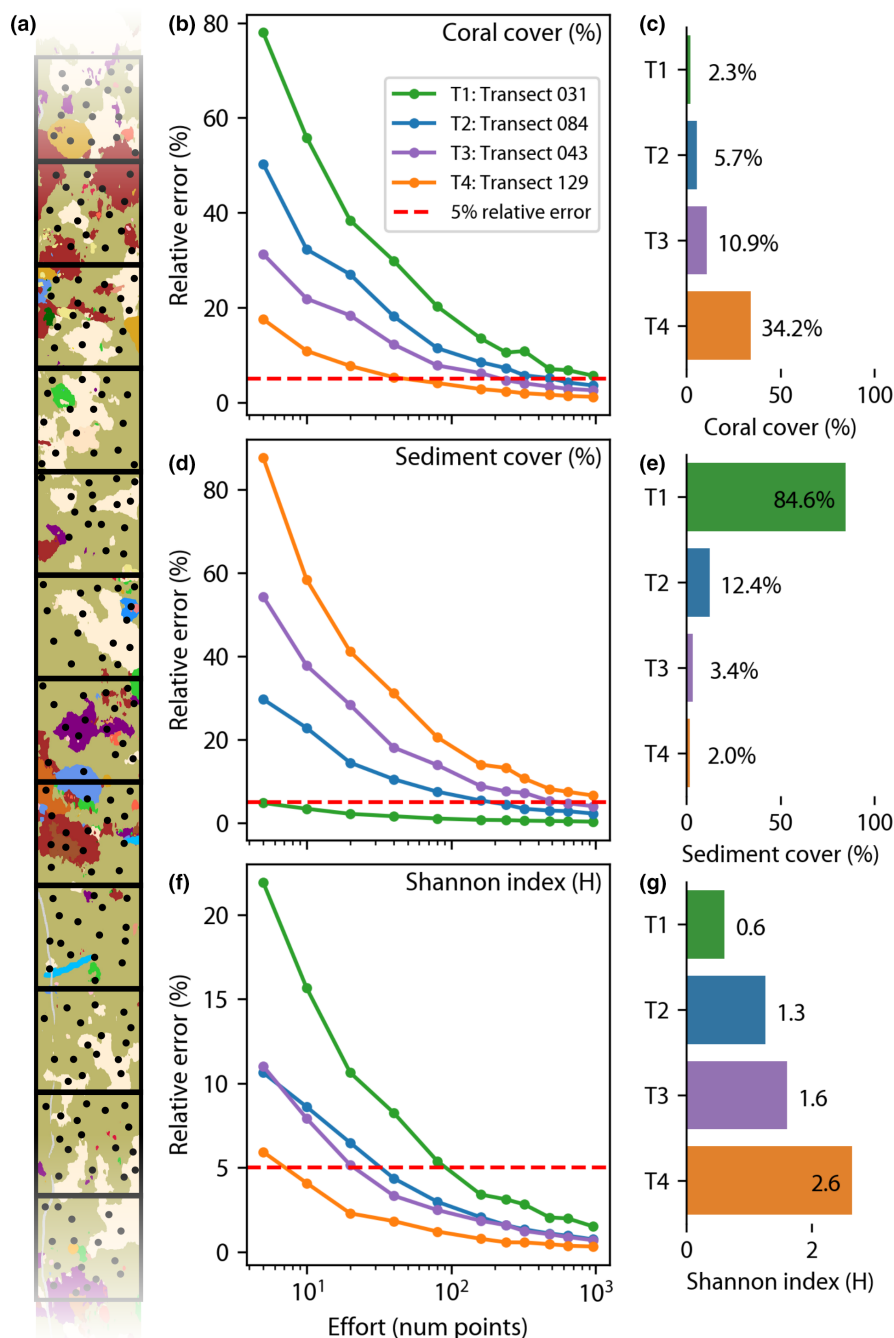 (a)
(b)
Coral cover (%)
80
60
40
20
0
Relative error (%)
T1: Transect 031
T2: Transect 084
T3: Transect 043
T4: Transect 129
5% relative error
(c)
T1
2.3%
T2
5.7%
T3
10.9%
T4
34.2%
0
50
100
Coral cover (%)
(d)
Sediment cover (%)
80
60
40
20
0
Relative error (%)
(e)
T1
84.6%
T2
12.4%
T3
3.4%
T4
2.0%
0
50
100
Sediment cover (%)
(f)
Shannon index (H)
20
15
10
5
0
Relative error (%)
10¹
10²
10³
Effort (num points)
(g)
T1
0.6
T2
1.3
T3
1.6
T4
2.6
0
2
Shannon index (H)